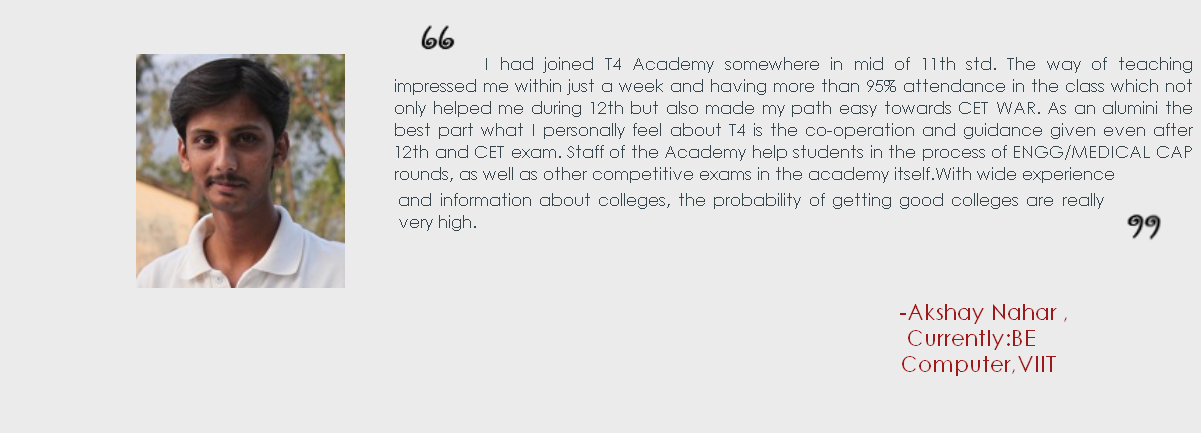 I had joined T4 Academy somewhere in mid of 11th std. The way of teaching
impressed me within just a week and having more than 95% attendance in the class which not
only helped me during 12th but also made my path easy towards CET WAR. As an alumini the
best part what I personally feel about T4 is the co-operation and guidance given even after
12th and CET exam. Staff of the Academy help students in the process of ENGG/MEDICAL CAP
rounds, as well as other competitive exams in the academy itself.With wide experience
and information about colleges, the probability of getting good colleges are really
very high.
-Akshay Nahar ,
Currently:BE
Computer,VIIT